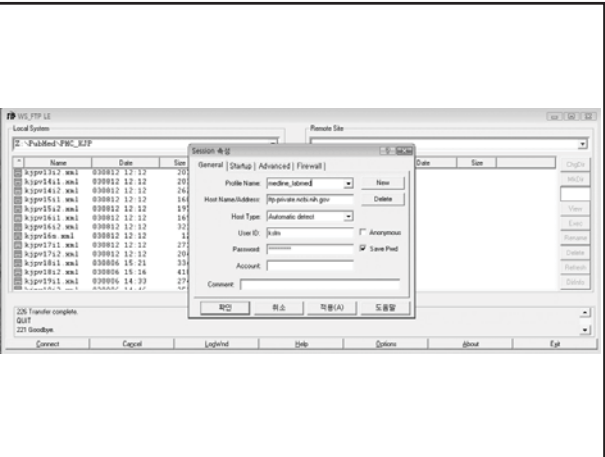 WS_FTP LE
Local System
Remote Site
Z:\PubMed\PMC_KJP
Name Date Size
Date Size
kjpv13i2.xml 030812 12:12
kjpv14i1.xml 030812 12:12
kjpv14i2.xml 030812 12:12
kjpv15i1.xml 030812 12:12
kjpv15i2.xml 030812 12:12
kjpv16i1.xml 030812 12:12
kjpv16i2.xml 030812 12:12
kjpv16s.xml 030812 12:12
kjpv17i1.xml 030812 12:12
kjpv17i2.xml 030812 12:12
kjpv18i1.xml 030806 15:21
kjpv18i2.xml 030806 15:16
kjpv19i1.xml 030806 14:33
ChgDir
MkDir
View
Exec
Rename
Delete
Refresh
DirInfo
Session 속성
General Startup Advanced Firewall
Profile Name: medline_labmed New
Host Name/Address: ftp-private.ncbi.nih.gov Delete
Host Type: Automatic detect
User ID: Anonymous
Password: ******** Save Pwd
Account:
Comment:
확인 취소 적용(A) 도움말
226 Transfer complete.
QUIT
221 Goodbye.
Connect Cancel LogWnd Help Options About Exit